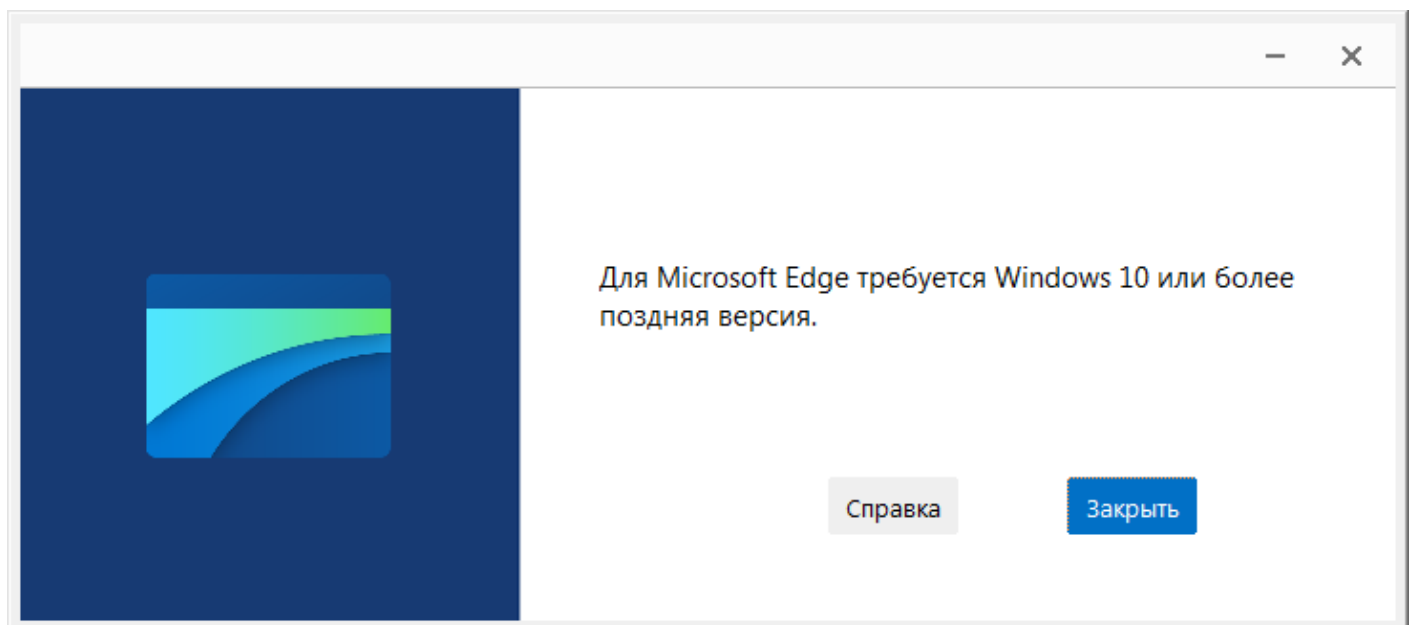 Для Microsoft Edge требуется Windows 10 или более
поздняя версия.
Справка
Закрыть